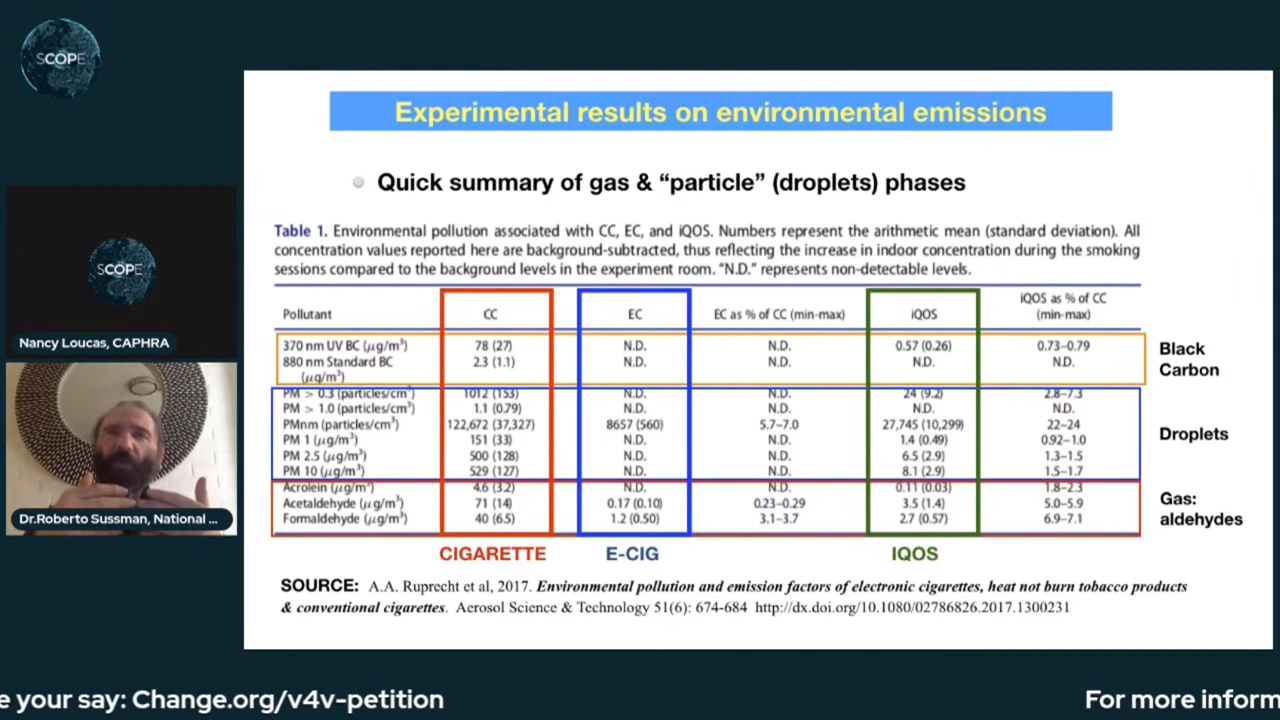 SCOPE
Experimental results on environmental emissions
Quick summary of gas & “particle” (droplets) phases
Table 1. Environmental pollution associated with CC, EC, and iQOS. Numbers represent the arithmetic mean (standard deviation). All
concentration values reported here are background-subtracted, thus reflecting the increase in indoor concentration during the smoking
sessions compared to the background levels in the experiment room. “N.D.” represents non-detectable levels.
Pollutant CC EC EC as % of CC (min-max) iQOS iQOS as % of CC
(min-max)
370 nm UV BC (μg/m³) 78 (27) N.D. N.D. 0.57 (0.26) 0.73–0.79
880 nm Standard BC 2.3 (1.1) N.D. N.D. N.D. N.D.
(μg/m³)
PM > 0.3 (particles/cm³) 1012 (153) N.D. N.D. 24 (9.2) 2.8–7.3
PM > 1.0 (particles/cm³) 1.1 (0.79) N.D. N.D. N.D. N.D.
PMnm (particles/cm³) 122,672 (37,327) 8657 (560) 5.7–7.0 27,745 (10,299) 22–24
PM 1 (μg/m³) 151 (33) N.D. N.D. 1.4 (0.49) 0.92–1.0
PM 2.5 (μg/m³) 500 (128) N.D. N.D. 6.5 (2.9) 1.3–1.5
PM 10 (μg/m³) 529 (127) N.D. N.D. 8.1 (2.9) 1.5–1.7
Acrolein (μg/m³) 4.6 (3.2) N.D. N.D. 0.11 (0.03) 1.8–2.3
Acetaldehyde (μg/m³) 71 (14) 0.17 (0.10) 0.23–0.29 3.5 (1.4) 5.0–5.9
Formaldehyde (μg/m³) 40 (6.5) 1.2 (0.50) 3.1–3.7 2.7 (0.57) 6.9–7.1
Black
Carbon
Droplets
Gas:
aldehydes
CIGARETTE E-CIG IQOS
SOURCE: A.A. Ruprecht et al, 2017. Environmental pollution and emission factors of electronic cigarettes, heat not burn tobacco products
& conventional cigarettes. Aerosol Science & Technology 51(6): 674-684 http://dx.doi.org/10.1080/02786826.2017.1300231
SCOPE
Nancy Loucas, CAPHRA
Dr.Roberto Sussman, National ...
e your say: Change.org/v4v-petition
For more inform